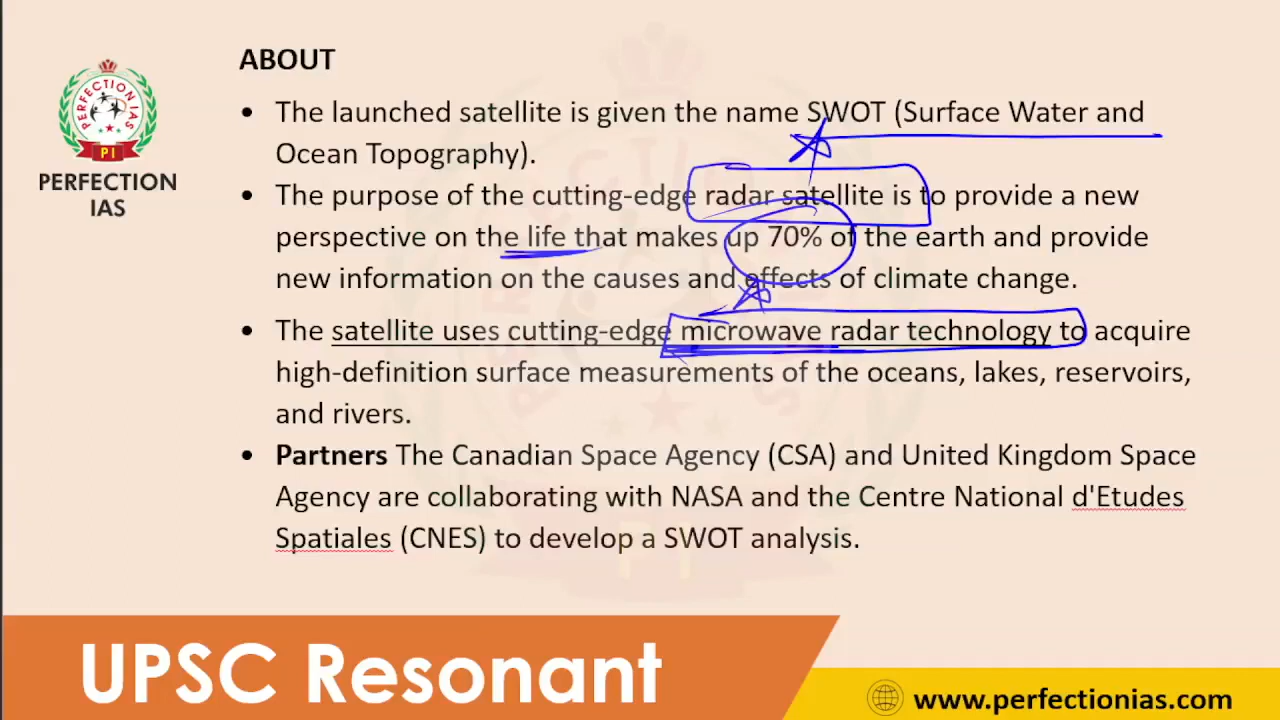 ABOUT
• The launched satellite is given the name SWOT (Surface Water and
Ocean Topography).
• The purpose of the cutting-edge radar satellite is to provide a new
perspective on the life that makes up 70% of the earth and provide
new information on the causes and effects of climate change.
• The satellite uses cutting-edge microwave radar technology to acquire
high-definition surface measurements of the oceans, lakes, reservoirs,
and rivers.
• Partners The Canadian Space Agency (CSA) and United Kingdom Space
Agency are collaborating with NASA and the Centre National d'Etudes
Spatiales (CNES) to develop a SWOT analysis.
PERFECTION IAS
PI
PERFECTION
IAS
UPSC Resonant
www.perfectionias.com